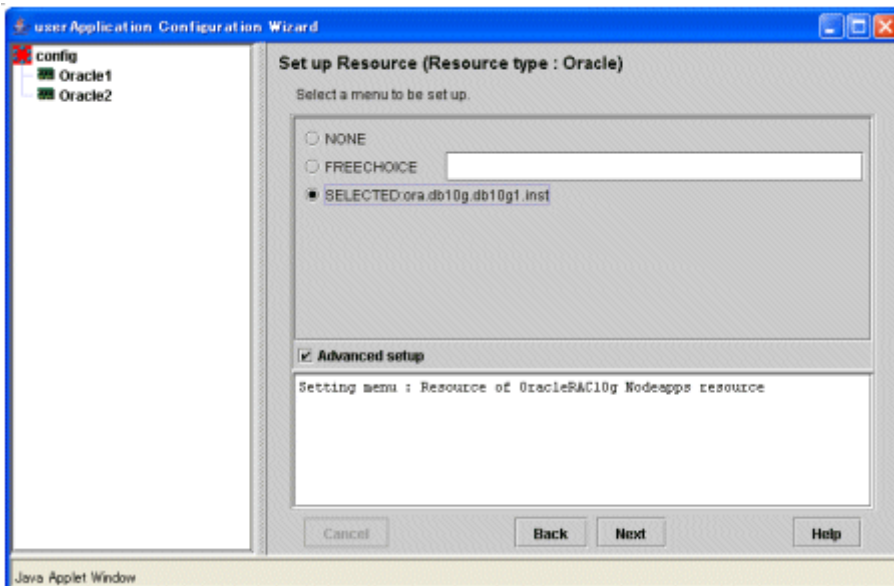 userApplication Configuration Wizard
config
Oracle1
Oracle2
Set up Resource (Resource type : Oracle)
Select a menu to be set up.
NONE
FREECHOICE
SELECTED:ora.db10g.db10g1.inst
Advanced setup
Setting menu : Resource of OracleRAC10g Nodeapps resource
Cancel
Back
Next
Help
Java Applet Window